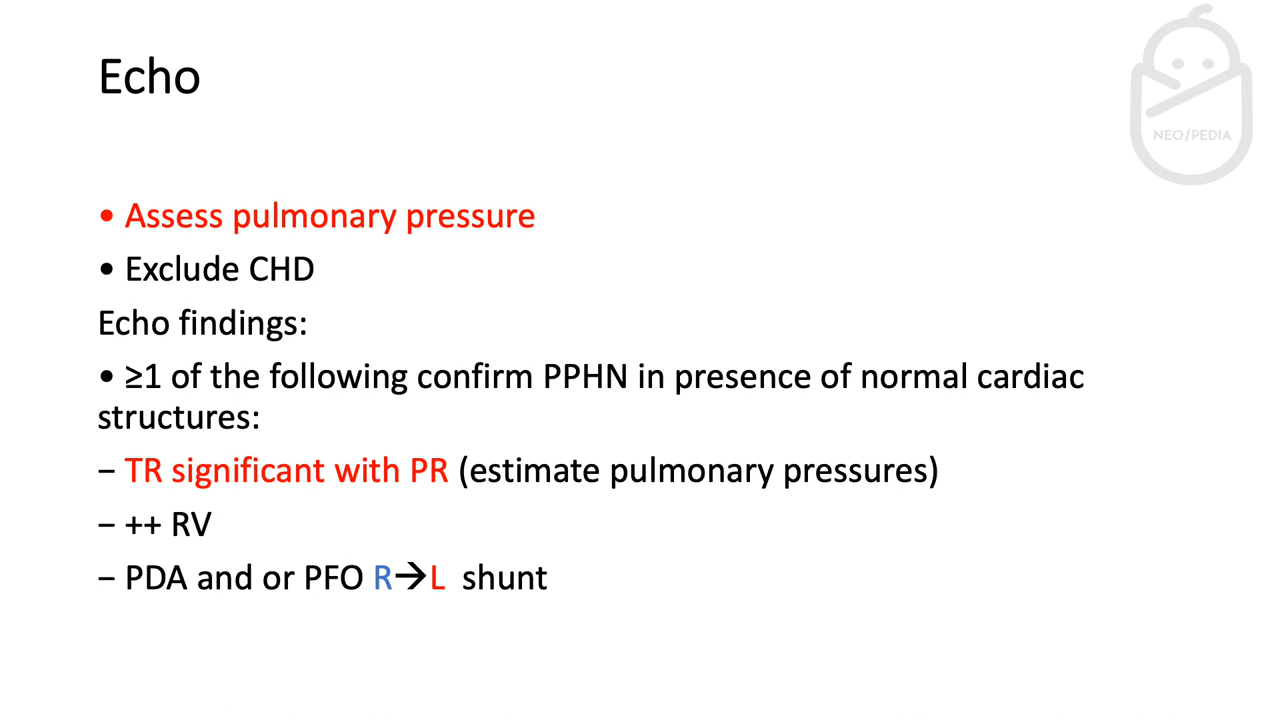 Echo
NEO/PEDIA
• Assess pulmonary pressure
• Exclude CHD
Echo findings:
• ≥1 of the following confirm PPHN in presence of normal cardiac
structures:
− TR significant with PR (estimate pulmonary pressures)
− ++ RV
− PDA and or PFO R→L shunt